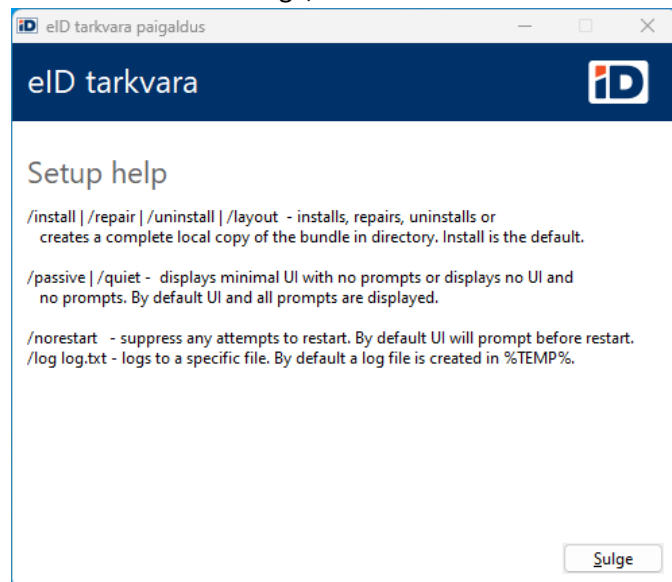 eID tarkvara paigaldus
eID tarkvara
iD
Setup help
/install | /repair | /uninstall | /layout - installs, repairs, uninstalls or
creates a complete local copy of the bundle in directory. Install is the default.
/passive | /quiet - displays minimal UI with no prompts or displays no UI and
no prompts. By default UI and all prompts are displayed.
/norestart - suppress any attempts to restart. By default UI will prompt before restart.
/log log.txt - logs to a specific file. By default a log file is created in %TEMP%.
Sulge